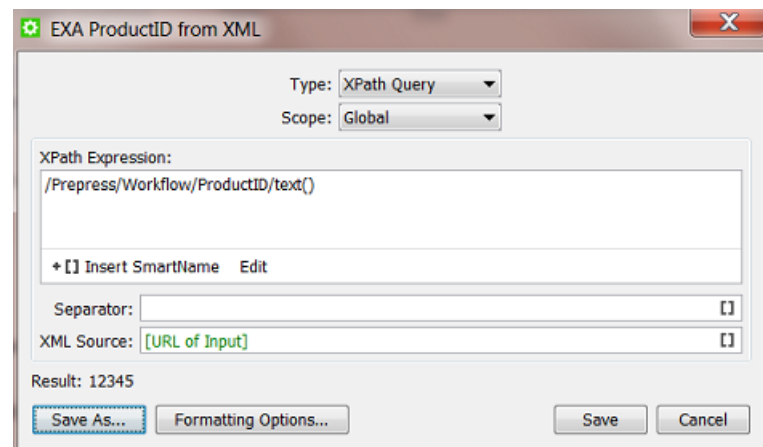 EXA ProductID from XML
Type: XPath Query
Scope: Global
XPath Expression:
/Prepress/Workflow/ProductID/text()
+ [] Insert SmartName Edit
Separator: []
XML Source: [URL of Input] []
Result: 12345
Save As... Formatting Options... Save Cancel